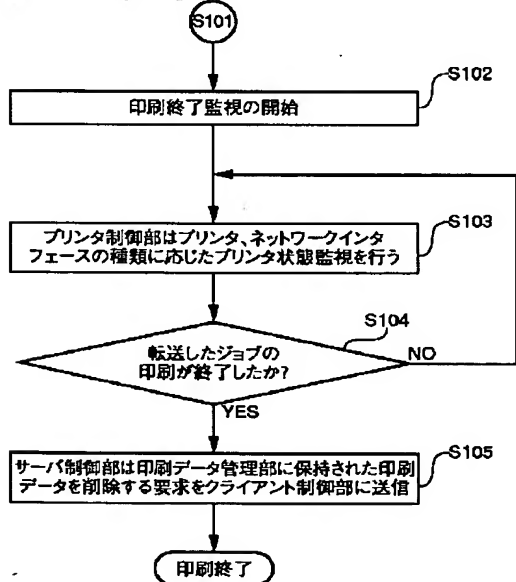 S101
S102
印刷終了監視の開始
S103
プリンタ制御部はプリンタ、ネットワークインタ
フェースの種類に応じたプリンタ状態監視を行う
S104
転送したジョブの
印刷が終了したか?
NO
YES
S105
サーバ制御部は印刷データ管理部に保持された印刷
データを削除する要求をクライアント制御部に送信
印刷終了